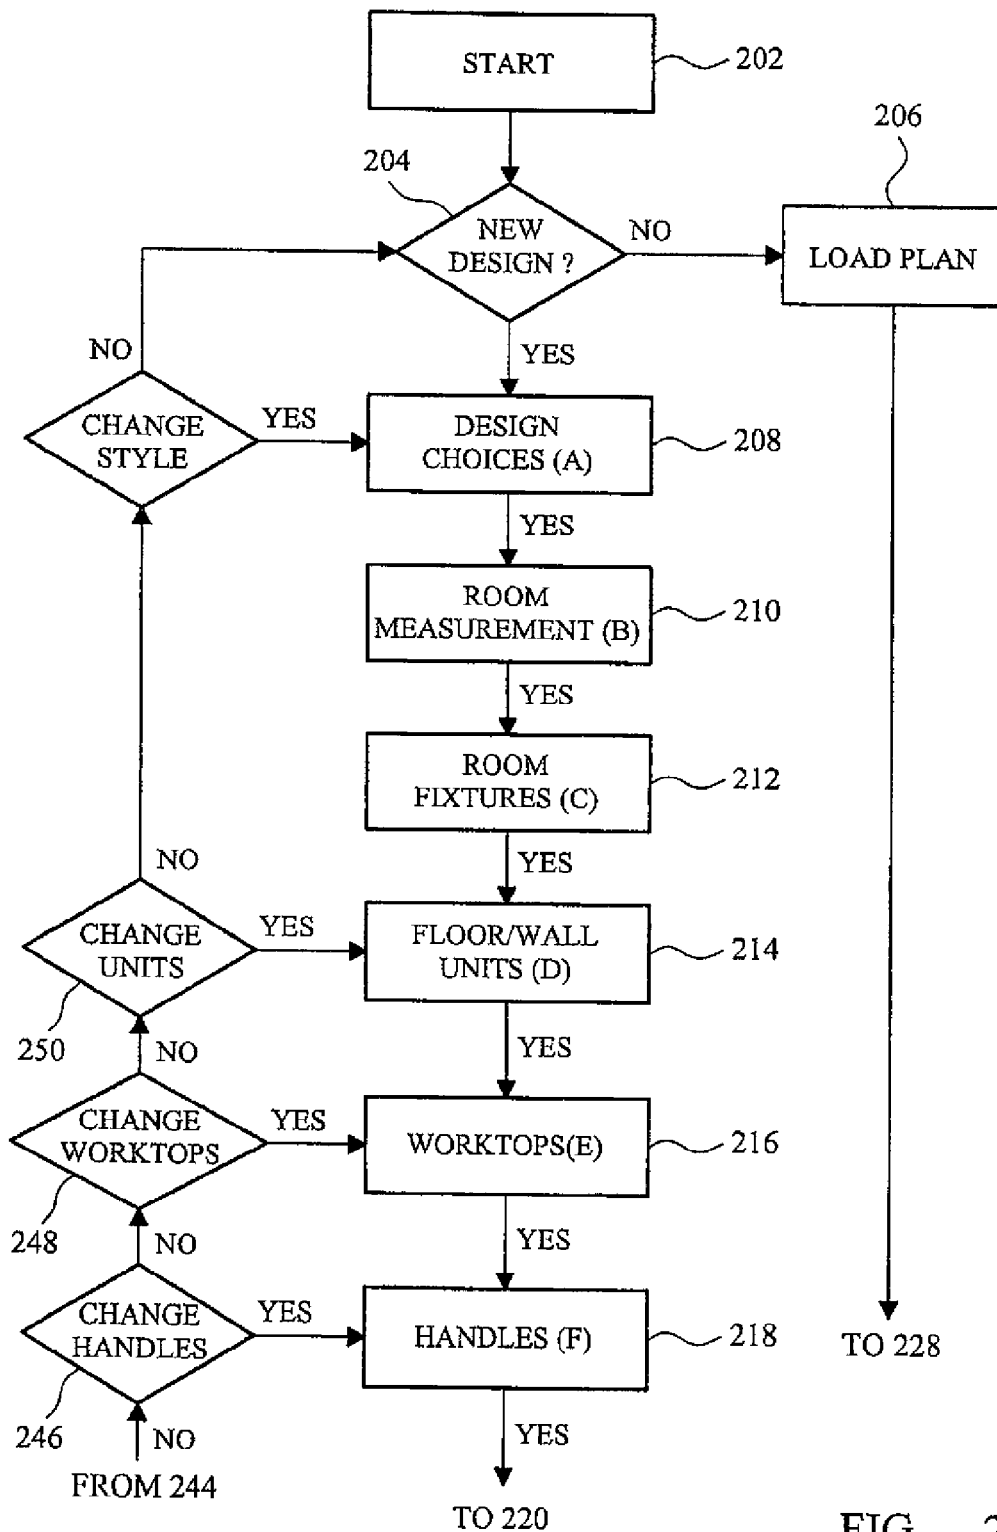 START
202
206
204
NEW
DESIGN ?
NO
LOAD PLAN
YES
NO
CHANGE
STYLE
YES
DESIGN
CHOICES (A)
208
YES
ROOM
MEASUREMENT (B)
210
YES
ROOM
FIXTURES (C)
212
YES
NO
CHANGE
UNITS
YES
FLOOR/WALL
UNITS (D)
214
250
NO
YES
CHANGE
WORKTOPS
YES
WORKTOPS(E)
216
248
NO
YES
CHANGE
HANDLES
YES
HANDLES (F)
218
TO 228
246
NO
YES
FROM 244
TO 220
FIG. 2